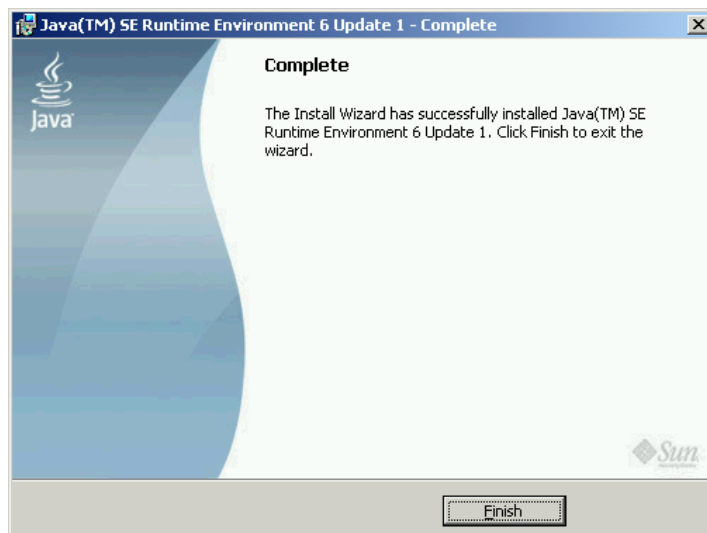 Java(TM) SE Runtime Environment 6 Update 1 - Complete
Java
Complete
The Install Wizard has successfully installed Java(TM) SE
Runtime Environment 6 Update 1. Click Finish to exit the
wizard.
Sun
Finish